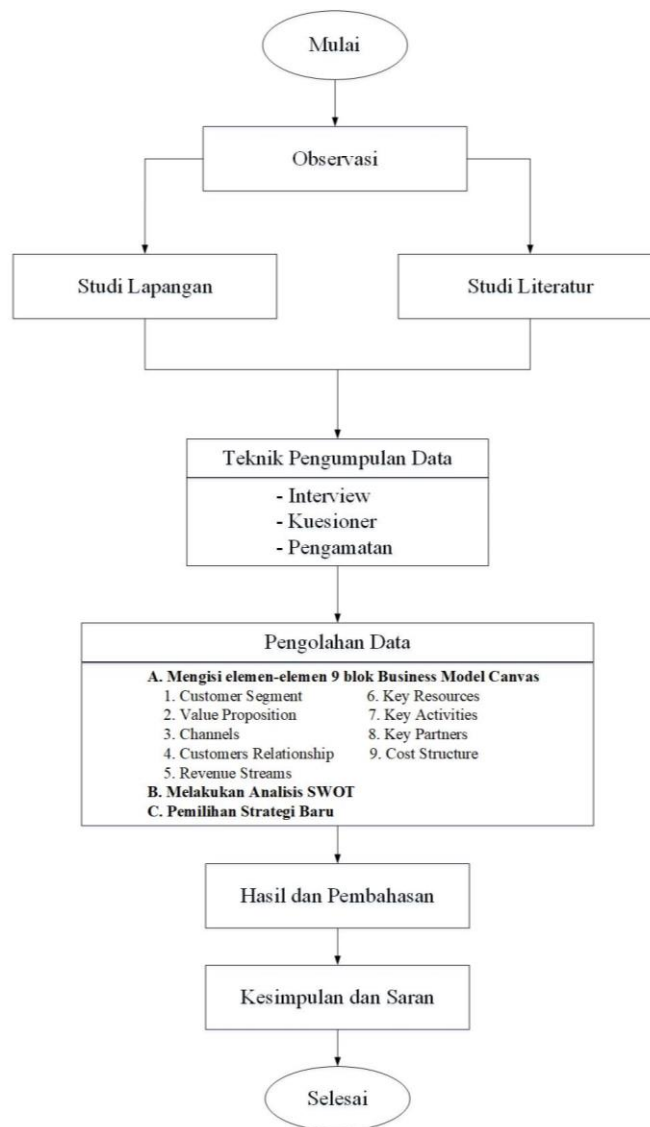 Mulai
Observasi
Studi Lapangan
Studi Literatur
Teknik Pengumpulan Data
- Interview
- Kuesioner
- Pengamatan
Pengolahan Data
A. Mengisi elemen-elemen 9 blok Business Model Canvas
1. Customer Segment
2. Value Proposition
3. Channels
4. Customers Relationship
5. Revenue Streams
6. Key Resources
7. Key Activities
8. Key Partners
9. Cost Structure
B. Melakukan Analisis SWOT
C. Pemilihan Strategi Baru
Hasil dan Pembahasan
Kesimpulan dan Saran
Selesai